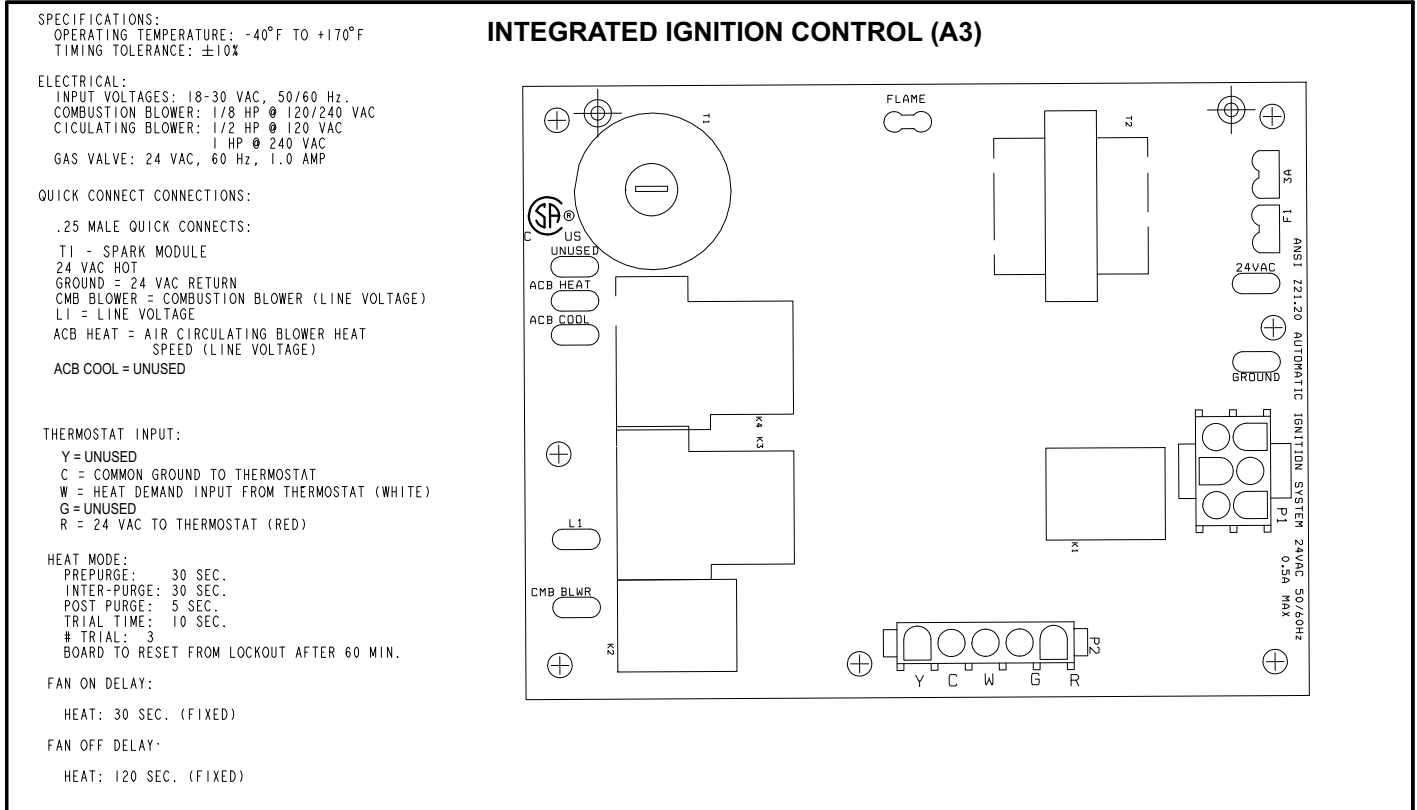 INTEGRATED IGNITION CONTROL (A3)
SPECIFICATIONS:
OPERATING TEMPERATURE: -40°F TO +170°F
TIMING TOLERANCE: ±10%
ELECTRICAL:
INPUT VOLTAGES: 18-30 VAC, 50/60 Hz.
COMBUSTION BLOWER: 1/8 HP @ 120/240 VAC
CICULATING BLOWER: 1/2 HP @ 120 VAC
1 HP @ 240 VAC
GAS VALVE: 24 VAC, 60 Hz, 1.0 AMP
QUICK CONNECT CONNECTIONS:
.25 MALE QUICK CONNECTS:
T1 - SPARK MODULE
24 VAC HOT
GROUND = 24 VAC RETURN
CMB BLOWER = COMBUSTION BLOWER (LINE VOLTAGE)
L1 = LINE VOLTAGE
ACB HEAT = AIR CIRCULATING BLOWER HEAT
SPEED (LINE VOLTAGE)
ACB COOL = UNUSED
THERMOSTAT INPUT:
Y = UNUSED
C = COMMON GROUND TO THERMOSTAT
W = HEAT DEMAND INPUT FROM THERMOSTAT (WHITE)
G = UNUSED
R = 24 VAC TO THERMOSTAT (RED)
HEAT MODE:
PREPURGE: 30 SEC.
INTER-PURGE: 30 SEC.
POST PURGE: 5 SEC.
TRIAL TIME: 10 SEC.
# TRIAL: 3
BOARD TO RESET FROM LOCKOUT AFTER 60 MIN.
FAN ON DELAY:
HEAT: 30 SEC. (FIXED)
FAN OFF DELAY·
HEAT: 120 SEC. (FIXED)
FLAME
T1
T2
3A
F1
SA ®
C US
UNUSED
ACB HEAT
ACB COOL
24VAC
GROUND
K4
K3
L1
K1
P1
CMB BLWR
K2
P2
Y C W G R
ANSI Z21.20 AUTOMATIC IGNITION SYSTEM 24VAC 50/60Hz
0.5A MAX